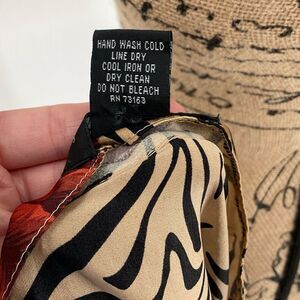 HAND WASH COLD
LINE DRY
COOL IRON OR
DRY CLEAN
DO NOT BLEACH
RN 73163